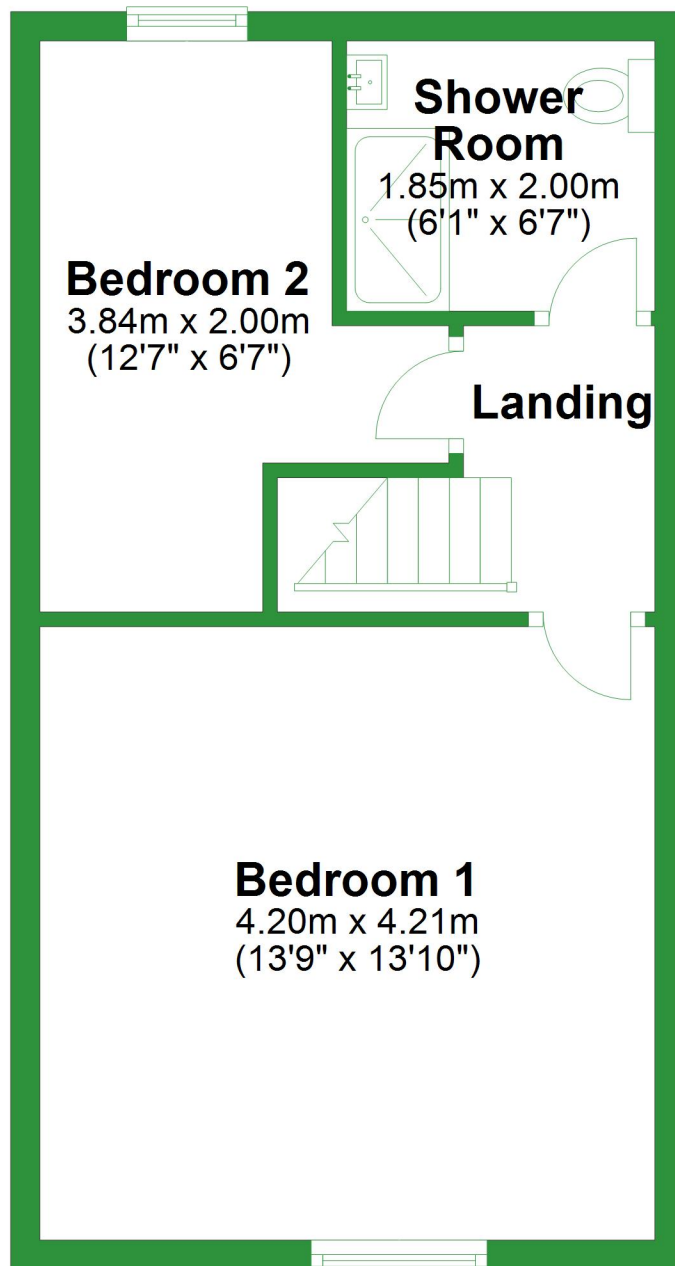 Shower
Room
1.85m x 2.00m
(6'1" x 6'7")
Bedroom 2
3.84m x 2.00m
(12'7" x 6'7")
Landing
Bedroom 1
4.20m x 4.21m
(13'9" x 13'10")